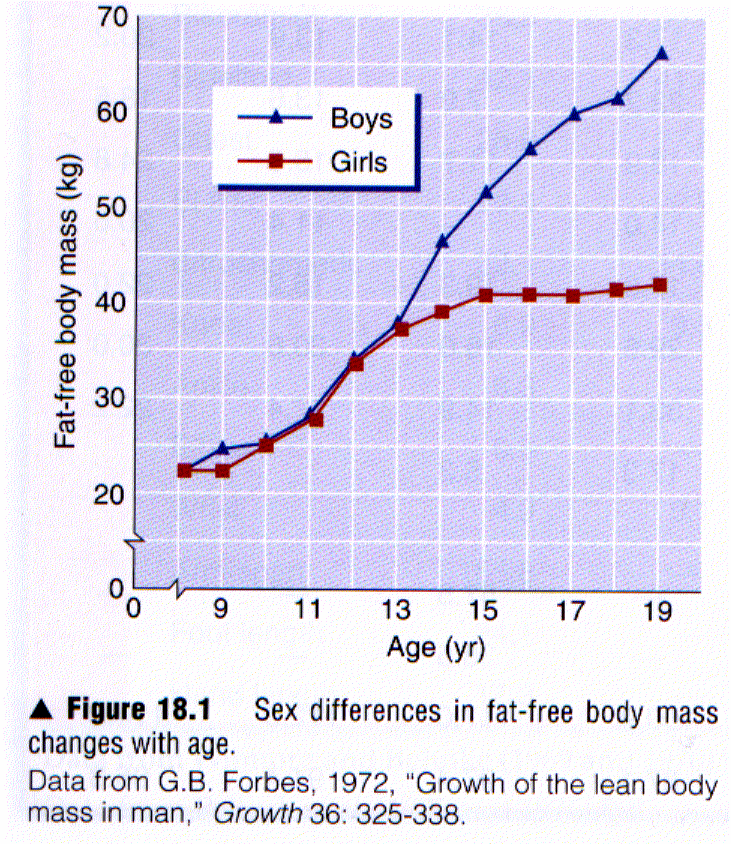 70
60
50
40
30
20
0
Fat-free body mass (kg)
Boys
Girls
0 9 11 13 15 17 19
Age (yr)
▲ Figure 18.1 Sex differences in fat-free body mass
changes with age.
Data from G.B. Forbes, 1972, “Growth of the lean body
mass in man,” Growth 36: 325-338.